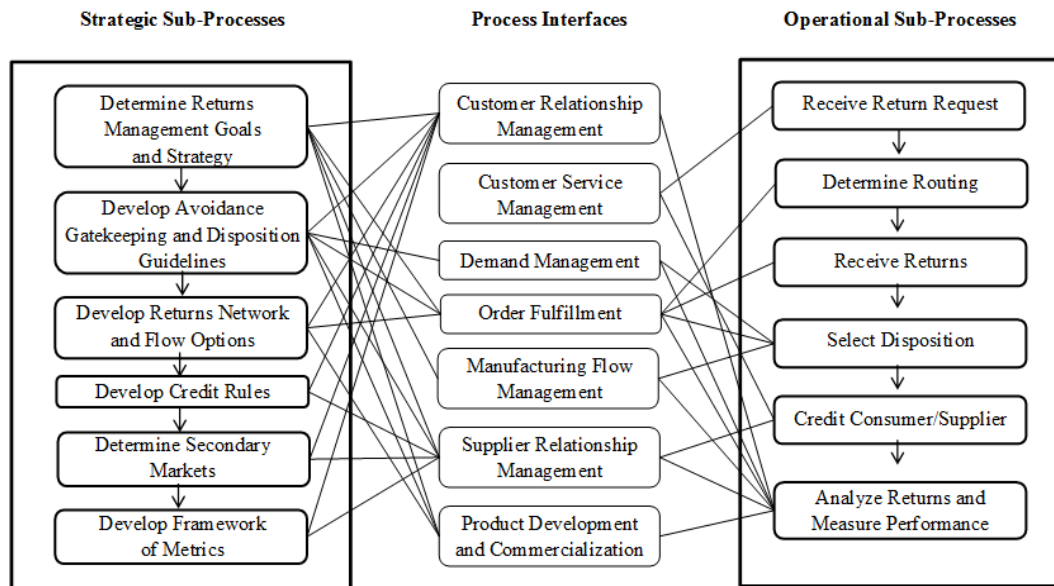 Strategic Sub-Processes
Process Interfaces
Operational Sub-Processes
Determine Returns
Management Goals
and Strategy
Develop Avoidance
Gatekeeping and Disposition
Guidelines
Develop Returns Network
and Flow Options
Develop Credit Rules
Determine Secondary
Markets
Develop Framework
of Metrics
Customer Relationship
Management
Customer Service
Management
Demand Management
Order Fulfillment
Manufacturing Flow
Management
Supplier Relationship
Management
Product Development
and Commercialization
Receive Return Request
Determine Routing
Receive Returns
Select Disposition
Credit Consumer/Supplier
Analyze Returns and
Measure Performance